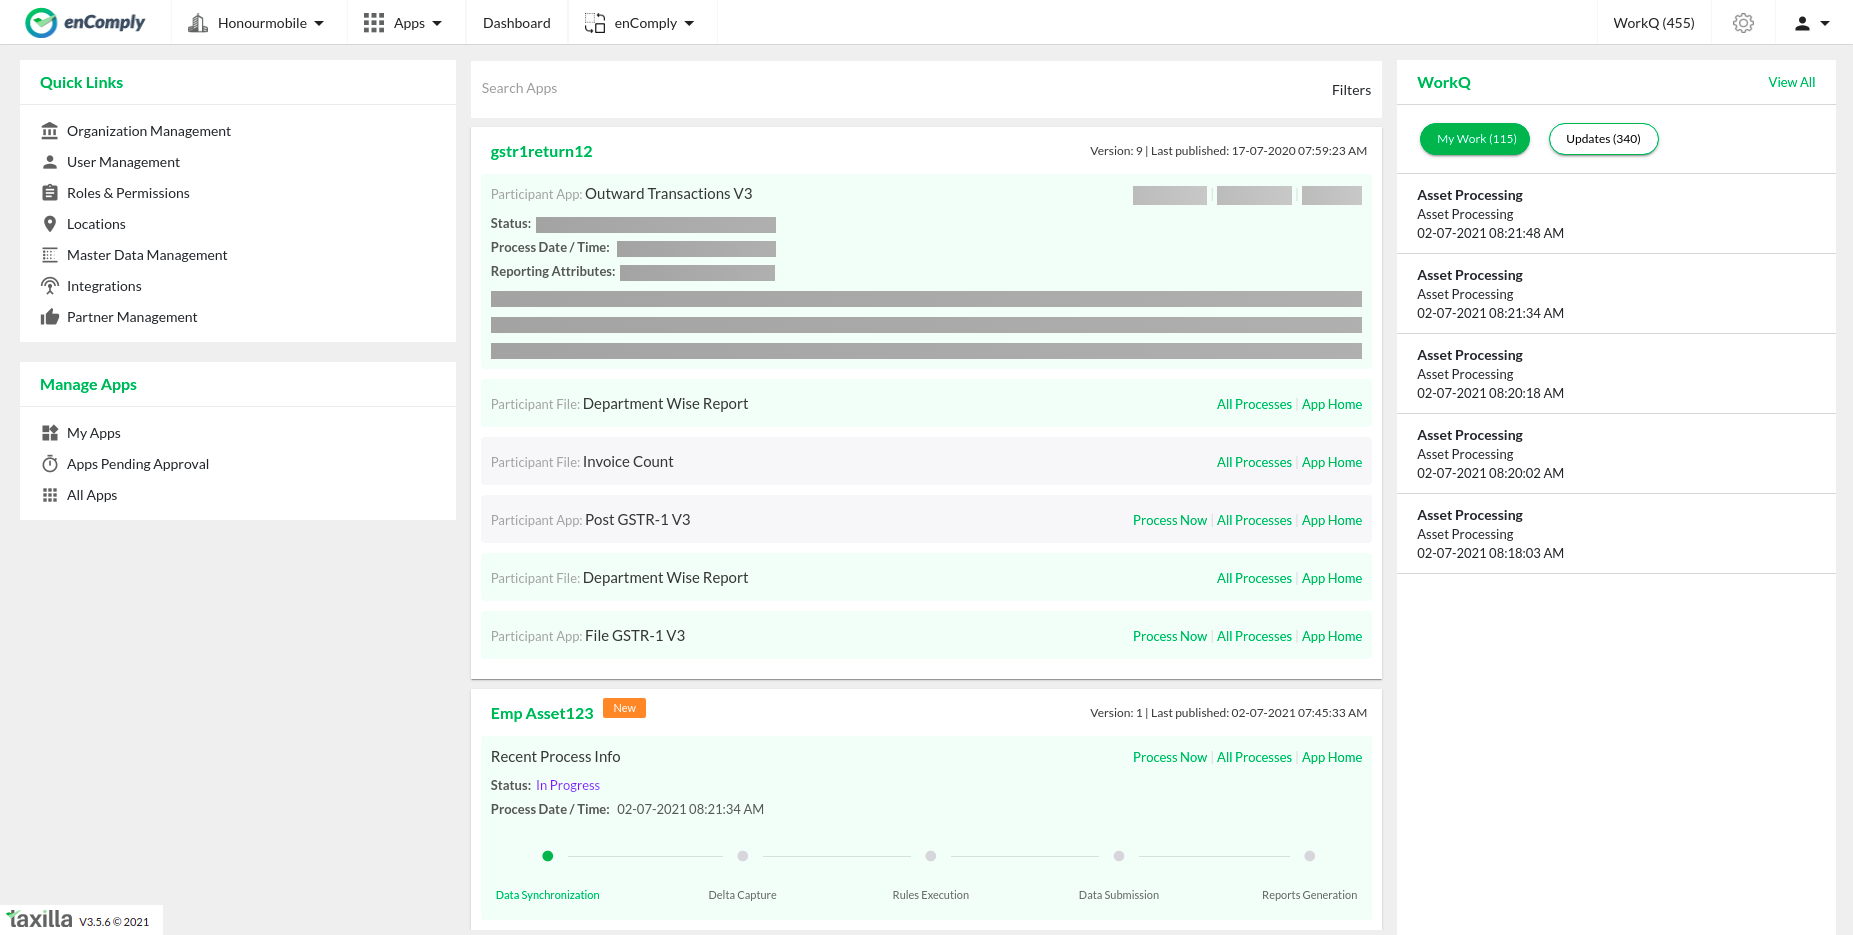 enComply
Honourmobile
Apps
Dashboard
enComply
WorkQ (455)
Quick Links
Organization Management
User Management
Roles & Permissions
Locations
Master Data Management
Integrations
Partner Management
Manage Apps
My Apps
Apps Pending Approval
All Apps
taxilla V3.5.6 © 2021
Search Apps
Filters
gstr1return12
Version: 9 | Last published: 17-07-2020 07:59:23 AM
Participant App: Outward Transactions V3
Status:
Process Date / Time:
Reporting Attributes:
Participant File: Department Wise Report
All Processes | App Home
Participant File: Invoice Count
All Processes | App Home
Participant App: Post GSTR-1 V3
Process Now | All Processes | App Home
Participant File: Department Wise Report
All Processes | App Home
Participant App: File GSTR-1 V3
Process Now | All Processes | App Home
Emp Asset123
New
Version: 1 | Last published: 02-07-2021 07:45:33 AM
Recent Process Info
Process Now | All Processes | App Home
Status: In Progress
Process Date / Time: 02-07-2021 08:21:34 AM
Data Synchronization
Delta Capture
Rules Execution
Data Submission
Reports Generation
WorkQ
View All
My Work (115)
Updates (340)
Asset Processing
Asset Processing
02-07-2021 08:21:48 AM
Asset Processing
Asset Processing
02-07-2021 08:21:34 AM
Asset Processing
Asset Processing
02-07-2021 08:20:18 AM
Asset Processing
Asset Processing
02-07-2021 08:20:02 AM
Asset Processing
Asset Processing
02-07-2021 08:18:03 AM